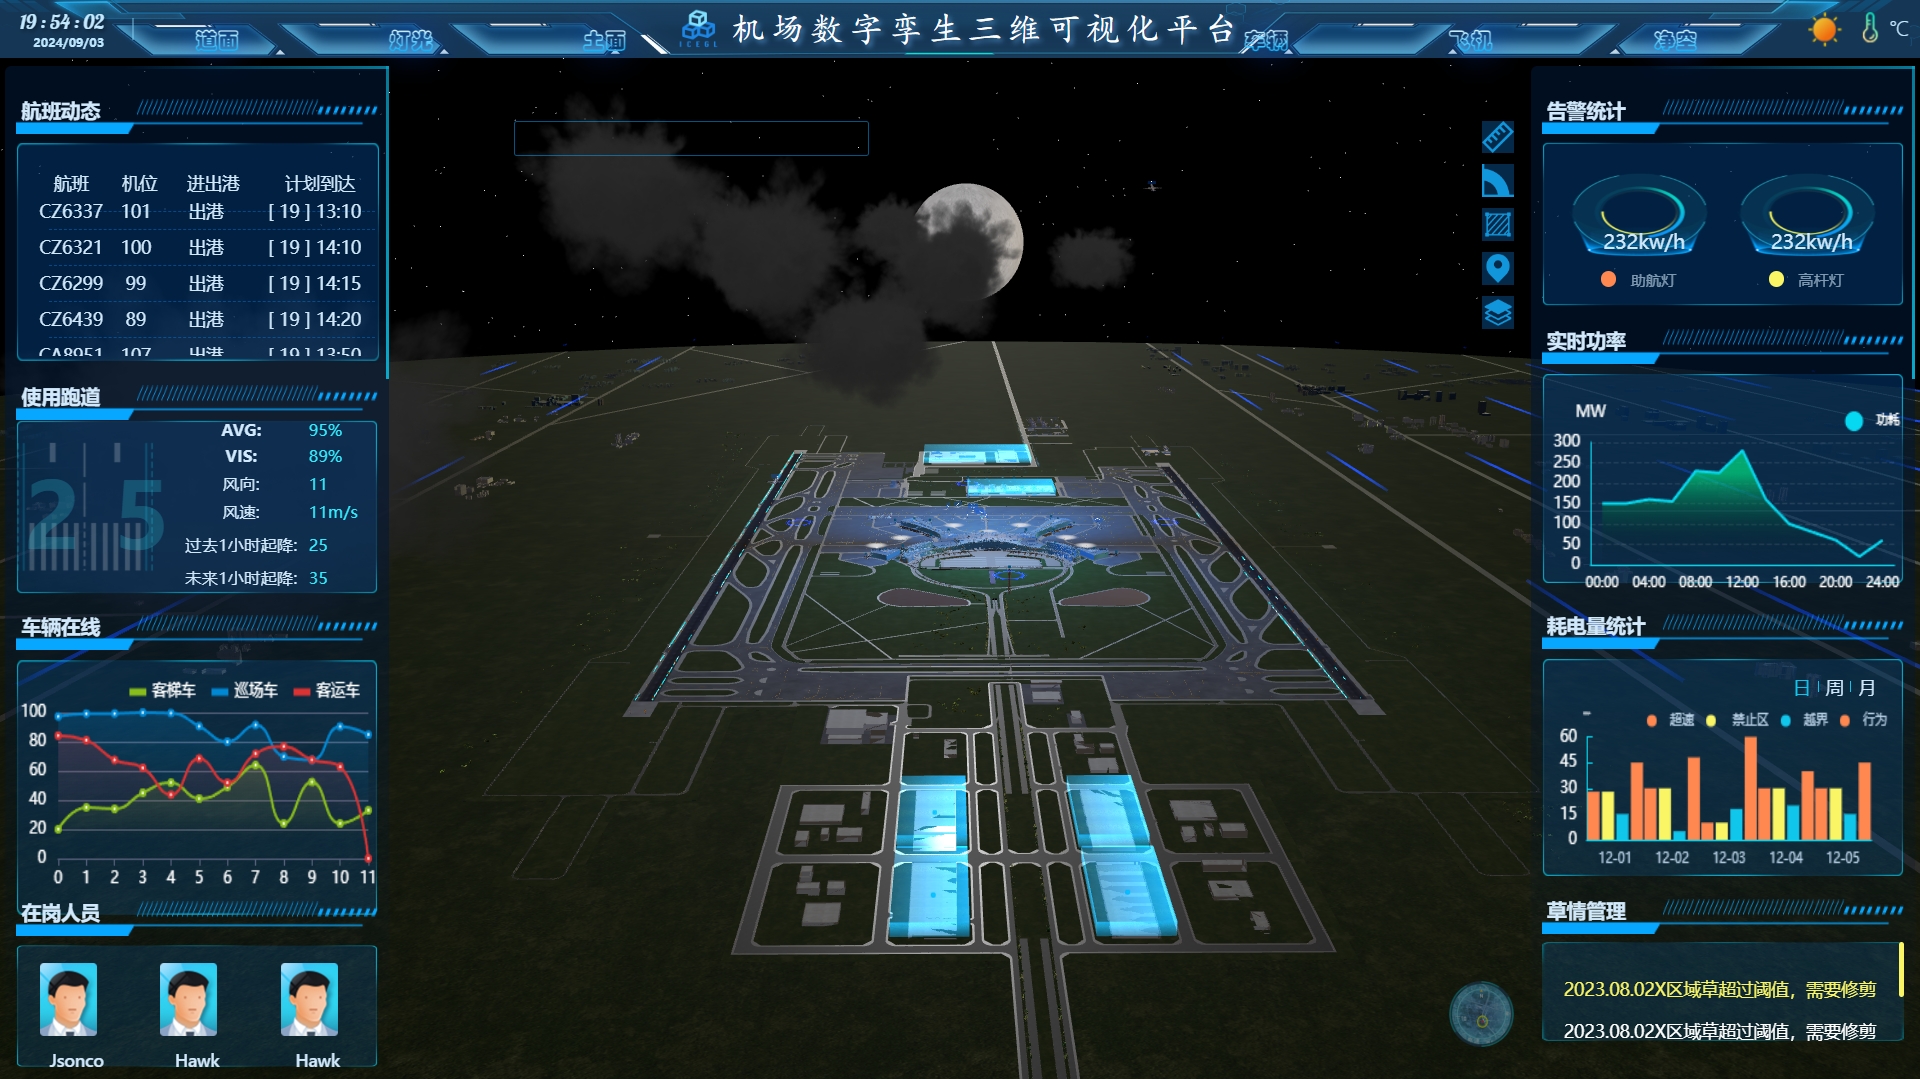 19:54:02
2024/09/03
道面
灯光
土面
ICEGL
机场数字孪生三维可视化平台
车辆
飞机
净空
℃
航班动态
航班 机位 进出港 计划到达
CZ6337 101 出港 [ 19 ] 13:10
CZ6321 100 出港 [ 19 ] 14:10
CZ6299 99 出港 [ 19 ] 14:15
CZ6439 89 出港 [ 19 ] 14:20
CA8951 107 出港 [ 19 ] 13:50
使用跑道
25
AVG: 95%
VIS: 89%
风向: 11
风速: 11m/s
过去1小时起降: 25
未来1小时起降: 35
车辆在线
客梯车 巡场车 客运车
100
80
60
40
20
0
0 1 2 3 4 5 6 7 8 9 10 11
在岗人员
Jsonco Hawk Hawk
告警统计
232kw/h 232kw/h
助航灯 高杆灯
实时功率
MW
功耗
300
250
200
150
100
50
0
00:00 04:00 08:00 12:00 16:00 20:00 24:00
耗电量统计
日 周 月
超速 禁止区 越界 行为
60
45
30
15
0
12-01 12-02 12-03 12-04 12-05
草情管理
2023.08.02X区域草超过阈值，需要修剪
2023.08.02X区域草超过阈值，需要修剪